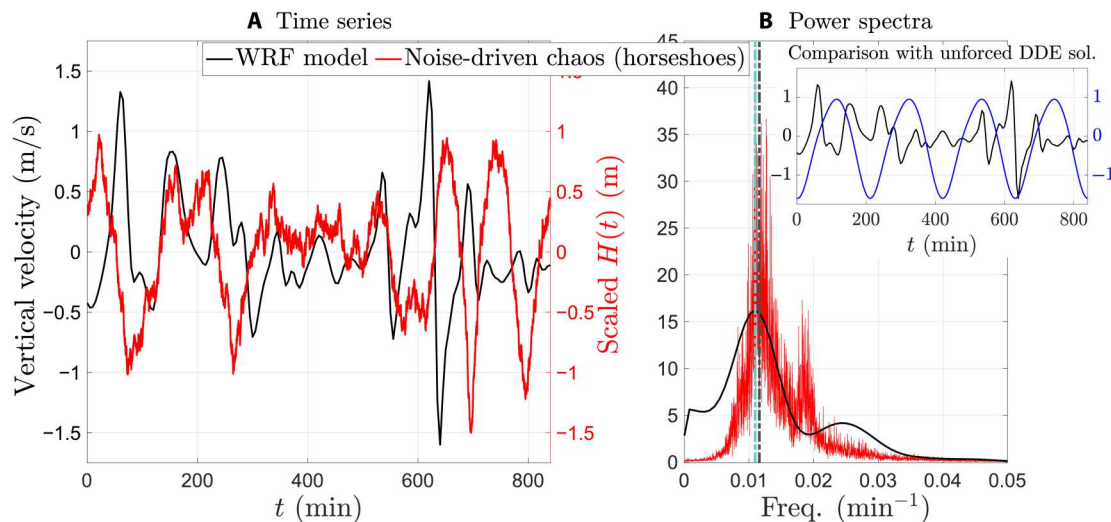 A Time series
B Power spectra
WRF model
Noise-driven chaos (horseshoes)
Vertical velocity (m/s)
1.5
1
0.5
0
−0.5
−1
−1.5
0 200 400 600 800
t (min)
1
0.5
0
−0.5
−1
−1.5
Scaled H(t) (m)
45
40
35
30
25
20
15
10
5
0
0 0.01 0.02 0.03 0.04 0.05
Freq. (min−1)
Comparison with unforced DDE sol.
1
0
−1
1
0
−1
0 200 400 600 800
t (min)